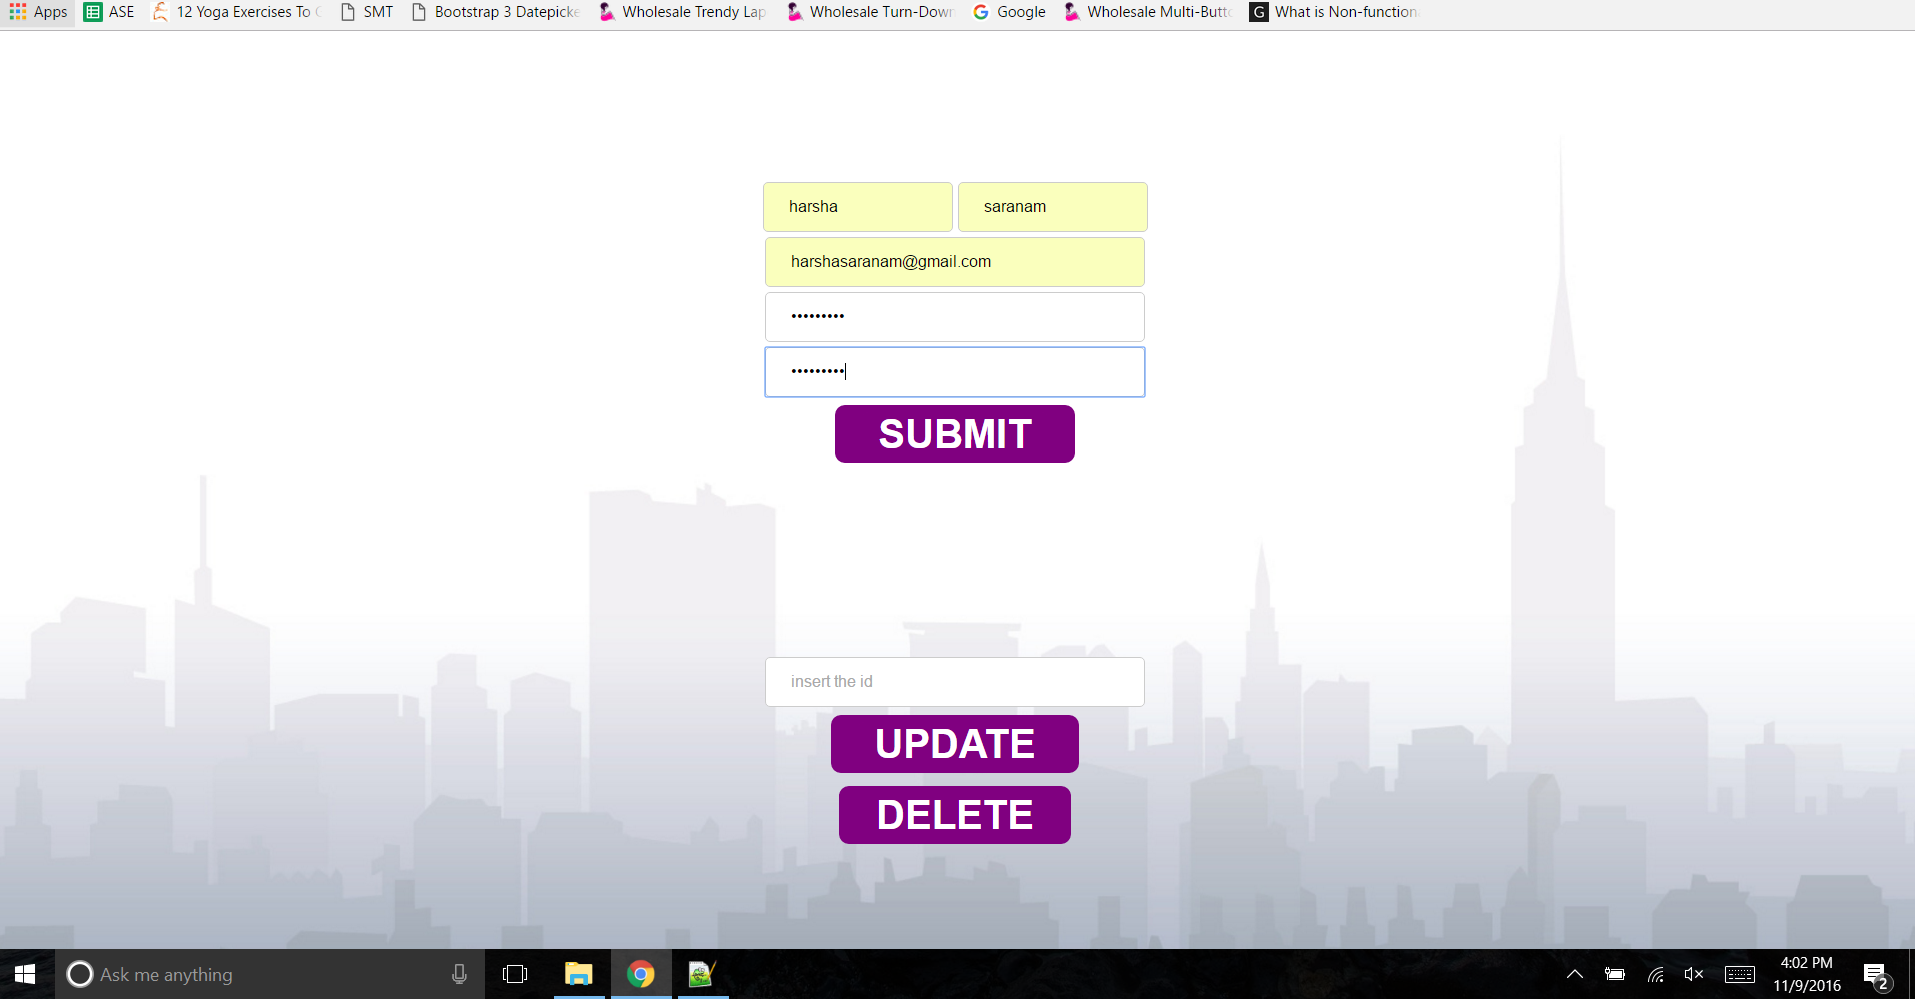 Apps ASE 12 Yoga Exercises To SMT Bootstrap 3 Datepicke Wholesale Trendy Lap Wholesale Turn-Down G Google Wholesale Multi-Butto G What is Non-function
harsha saranam
harshasaranam@gmail.com
•••••••••
•••••••••
SUBMIT
insert the id
UPDATE
DELETE
Ask me anything
4:02 PM
11/9/2016
2